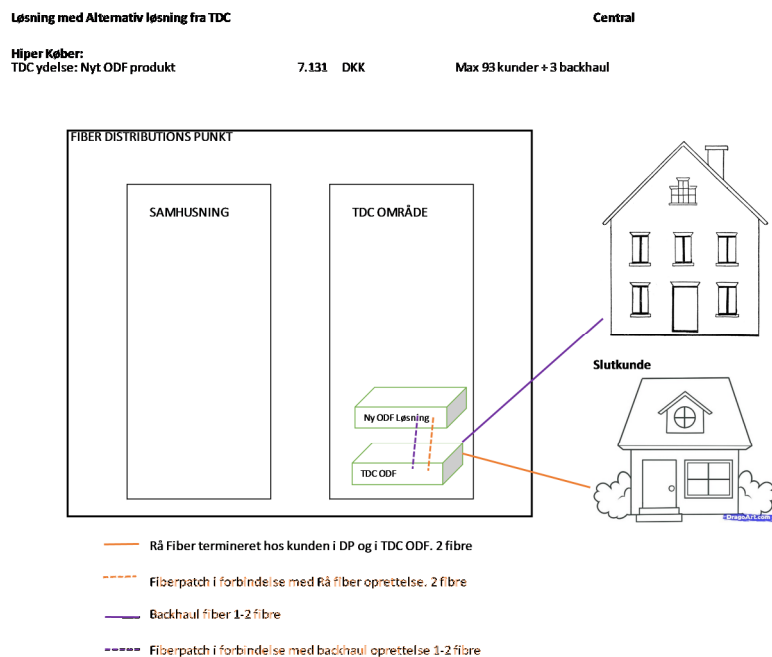 Løsning med Alternativ løsning fra TDC Central
Hiper Køber:
TDC ydelse: Nyt ODF produkt 7.131 DKK Max 93 kunder + 3 backhaul
FIBER DISTRIBUTIONS PUNKT
SAMHUSNING TDC OMRÅDE
Slutkunde
Ny ODF Løsning
TDC ODF
DragoArt.com
Rå Fiber termineret hos kunden i DP og i TDC ODF. 2 fibre
Fiberpatch i forbindelse med Rå fiber oprettelse. 2 fibre
Backhaul fiber 1-2 fibre
Fiberpatch i forbindelse med backhaul oprettelse 1-2 fibre